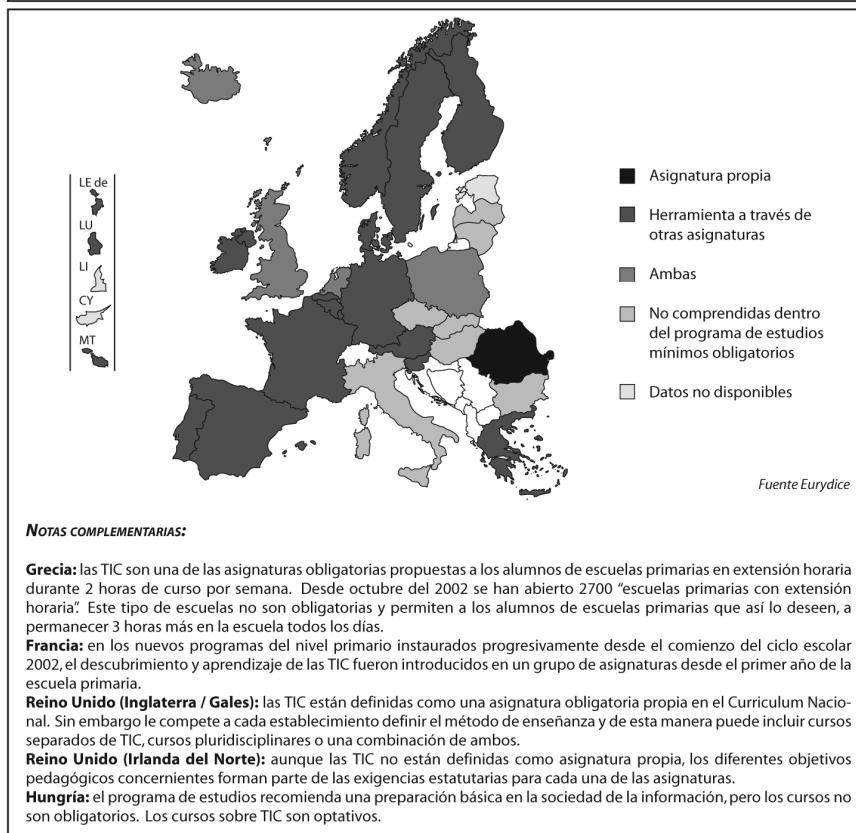 LE de
LU
LI
CY
MT
Asignatura propia
Herramienta a través de
otras asignaturas
Ambas
No comprendidas dentro
del programa de estudios
mínimos obligatorios
Datos no disponibles
Fuente Eurydice
NOTAS COMPLEMENTARIAS:
Grecia: las TIC son una de las asignaturas obligatorias propuestas a los alumnos de escuelas primarias en extensión horaria
durante 2 horas de curso por semana. Desde octubre del 2002 se han abierto 2700 “escuelas primarias con extensión
horaria”. Este tipo de escuelas no son obligatorias y permiten a los alumnos de escuelas primarias que así lo deseen, a
permanecer 3 horas más en la escuela todos los días.
Francia: en los nuevos programas del nivel primario instaurados progresivamente desde el comienzo del ciclo escolar
2002, el descubrimiento y aprendizaje de las TIC fueron introducidos en un grupo de asignaturas desde el primer año de la
escuela primaria.
Reino Unido (Inglaterra / Gales): las TIC están definidas como una asignatura obligatoria propia en el Curriculum Nacio-
nal. Sin embargo le compete a cada establecimiento definir el método de enseñanza y de esta manera puede incluir cursos
separados de TIC, cursos pluridisciplinares o una combinación de ambos.
Reino Unido (Irlanda del Norte): aunque las TIC no están definidas como asignatura propia, los diferentes objetivos
pedagógicos concernientes forman parte de las exigencias estatutarias para cada una de las asignaturas.
Hungría: el programa de estudios recomienda una preparación básica en la sociedad de la información, pero los cursos no
son obligatorios. Los cursos sobre TIC son optativos.